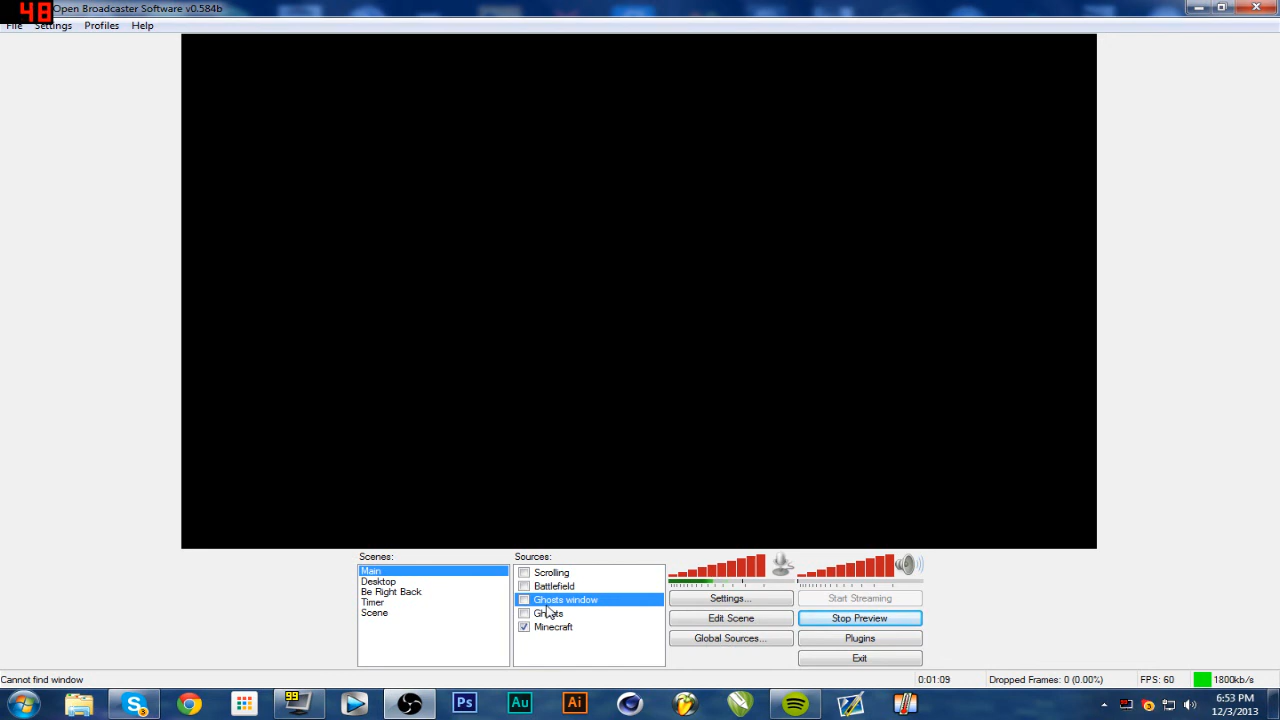 48
Open Broadcaster Software v0.584b
File Settings Profiles Help
Scenes:
Main
Desktop
Be Right Back
Timer
Scene
Sources:
Scrolling
Battlefield
Ghosts window
Ghosts
Minecraft
Settings...
Edit Scene
Global Sources...
Start Streaming
Stop Preview
Plugins
Exit
Cannot find window
0:01:09
Dropped Frames: 0 (0.00%)
FPS: 60
1800kb/s
3
99
Ps
Au
Ai
6:53 PM
12/3/2013